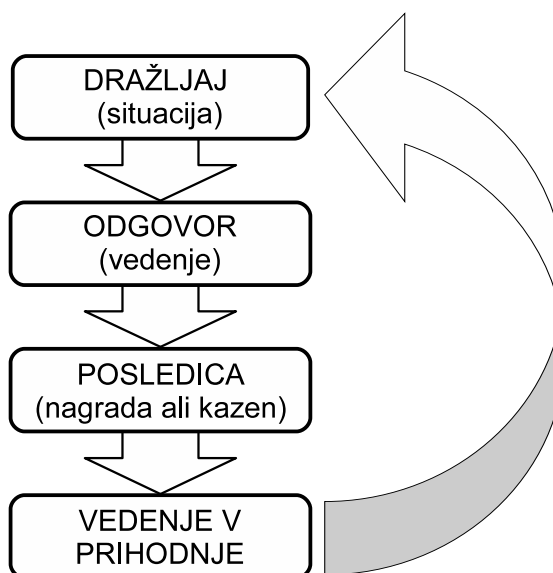 DRAŽLJAJ
(situacija)
ODGOVOR
(vedenje)
POSLEDICA
(nagrada ali kazen)
VEDENJE V
PRIHODNJE